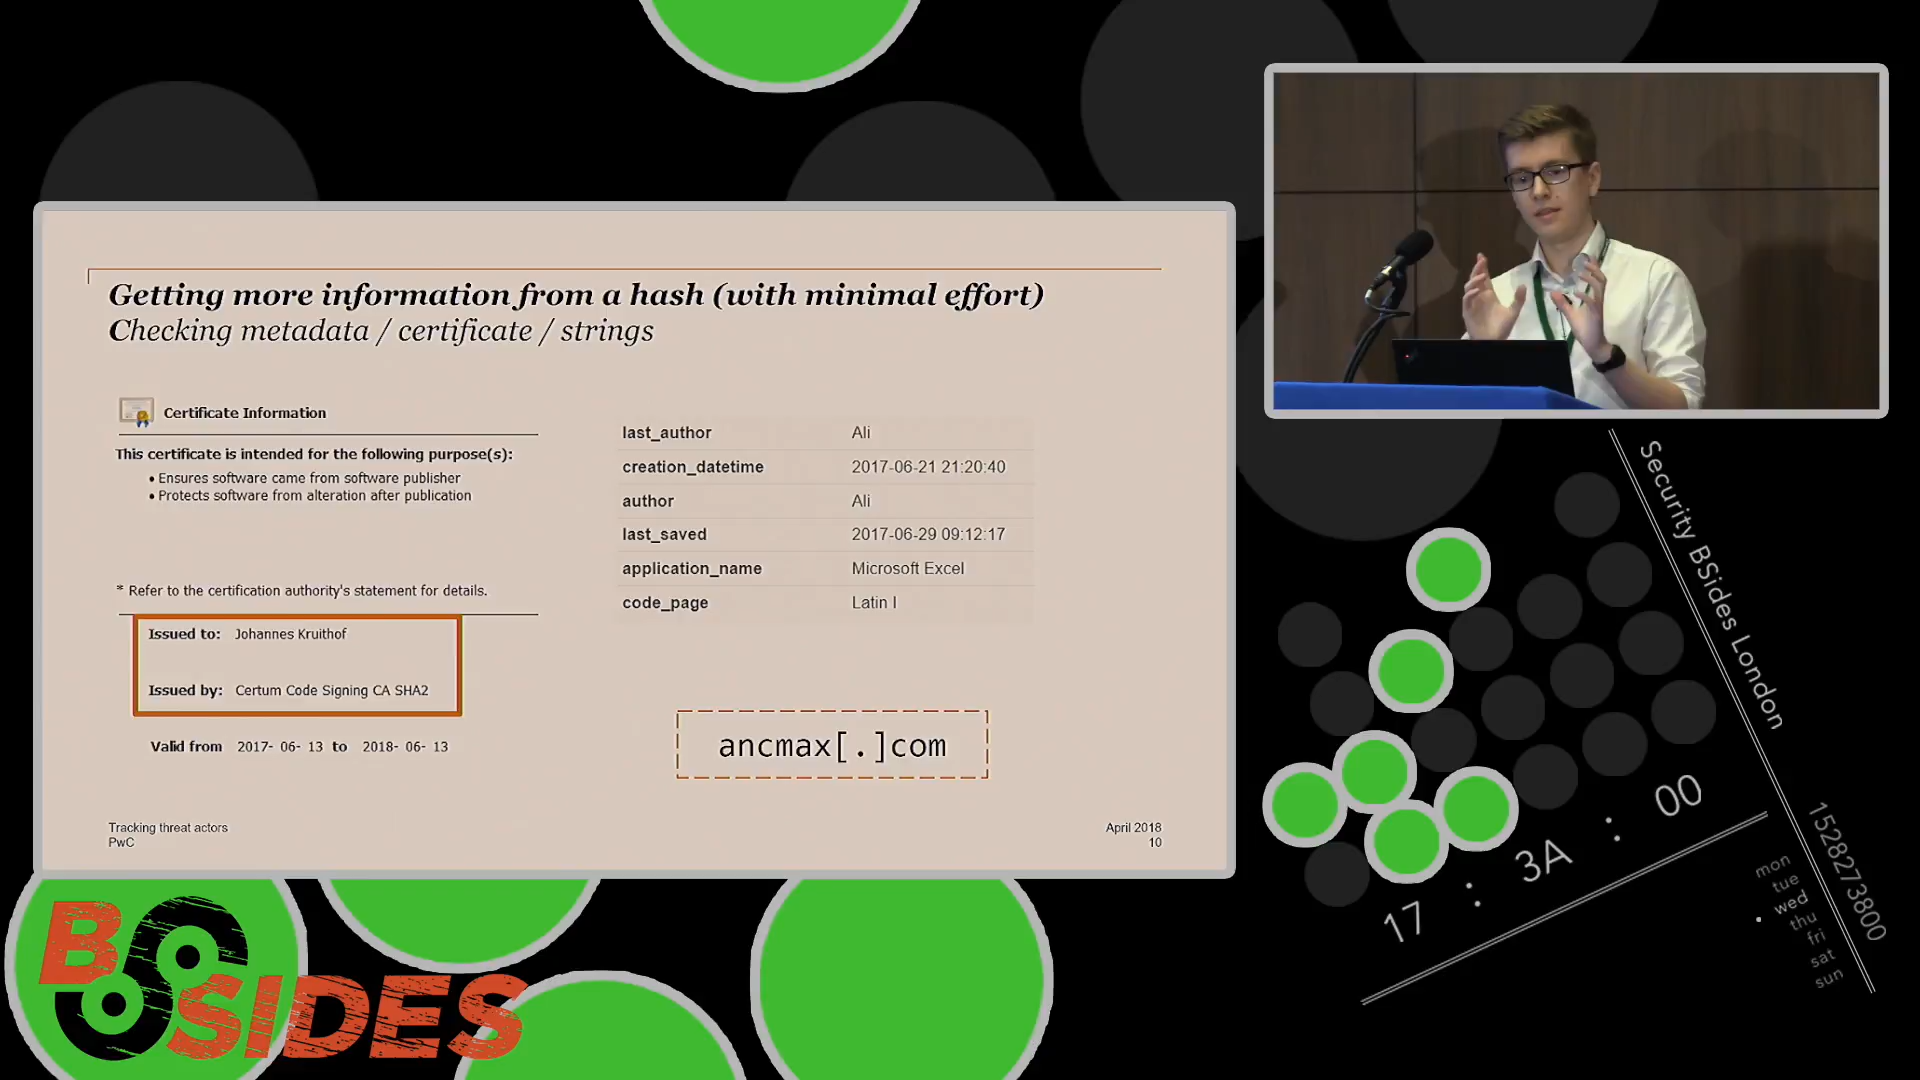 Getting more information from a hash (with minimal effort)
Checking metadata / certificate / strings
Certificate Information
This certificate is intended for the following purpose(s):
• Ensures software came from software publisher
• Protects software from alteration after publication
* Refer to the certification authority's statement for details.
Issued to: Johannes Kruithof
Issued by: Certum Code Signing CA SHA2
Valid from 2017- 06- 13 to 2018- 06- 13
last_author Ali
creation_datetime 2017-06-21 21:20:40
author Ali
last_saved 2017-06-29 09:12:17
application_name Microsoft Excel
code_page Latin I
ancmax[.]com
Tracking threat actors
PwC
April 2018
10
Security BSides London
17 : 3A : 00
1528273800
mon
tue
wed
thu
fri
sat
sun
BSIDES